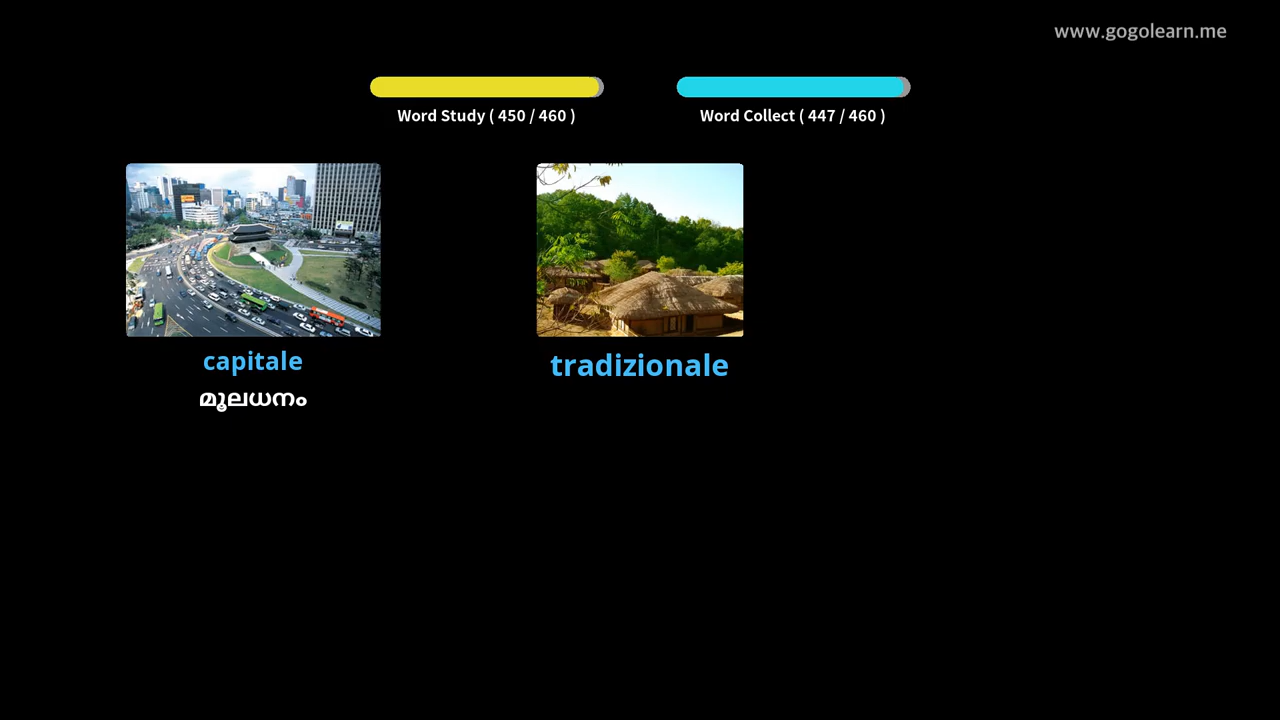 www.gogolearn.me
Word Study ( 450 / 460 )
Word Collect ( 447 / 460 )
capitale
മൂലധനം
tradizionale